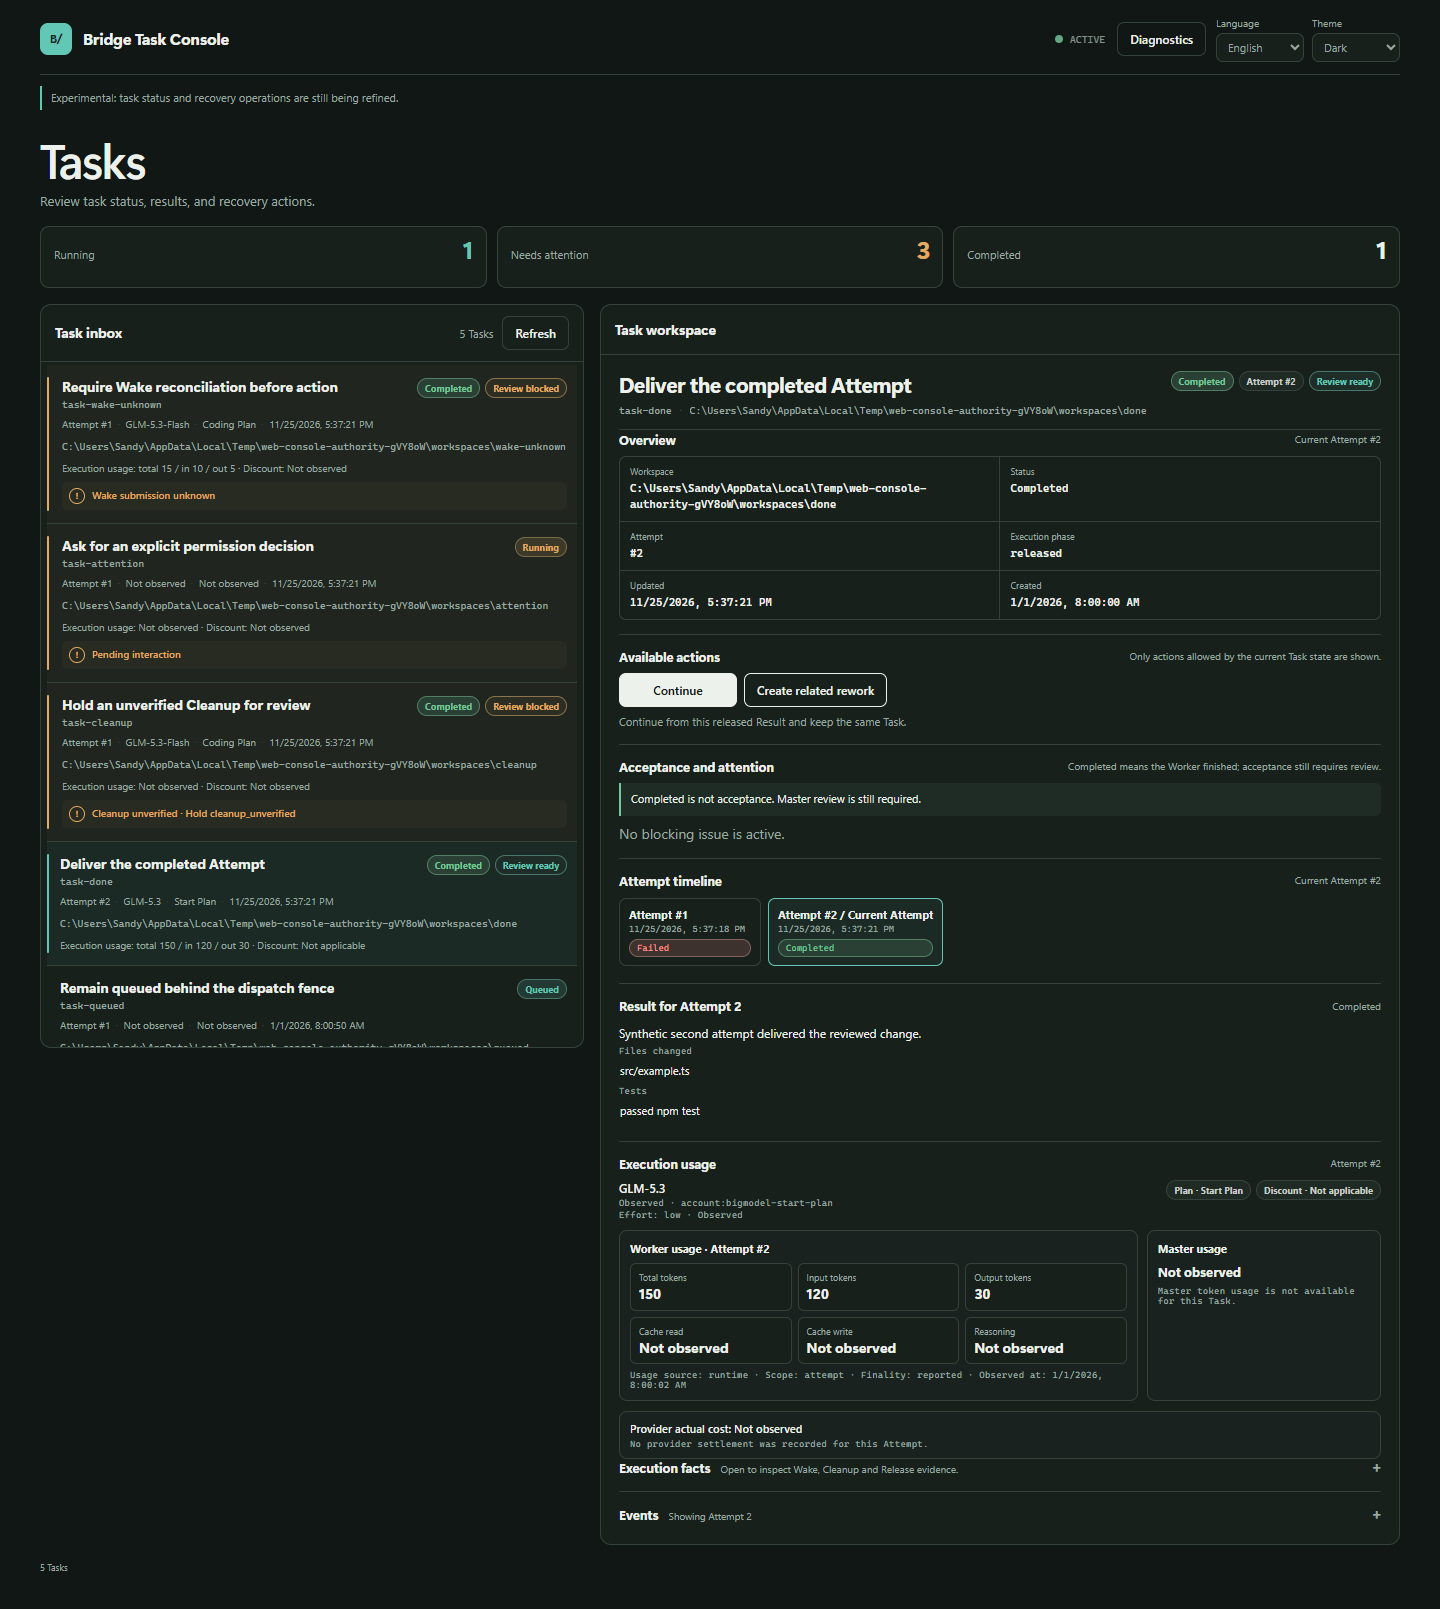 B/ Bridge Task Console
ACTIVE
Diagnostics
Language
English
Theme
Dark
Experimental: task status and recovery operations are still being refined.
Tasks
Review task status, results, and recovery actions.
Running 1
Needs attention 3
Completed 1
Task inbox
5 Tasks
Refresh
Require Wake reconciliation before action
Completed
Review blocked
task-wake-unknown
Attempt #1 · GLM-5.3-Flash · Coding Plan · 11/25/2026, 5:37:21 PM
C:\Users\Sandy\AppData\Local\Temp\web-console-authority-gVY8oW\workspaces\wake-unknown
Execution usage: total 15 / in 10 / out 5 · Discount: Not observed
! Wake submission unknown
Ask for an explicit permission decision
Running
task-attention
Attempt #1 · Not observed · Not observed · 11/25/2026, 5:37:21 PM
C:\Users\Sandy\AppData\Local\Temp\web-console-authority-gVY8oW\workspaces\attention
Execution usage: Not observed · Discount: Not observed
! Pending interaction
Hold an unverified Cleanup for review
Completed
Review blocked
task-cleanup
Attempt #1 · GLM-5.3-Flash · Coding Plan · 11/25/2026, 5:37:21 PM
C:\Users\Sandy\AppData\Local\Temp\web-console-authority-gVY8oW\workspaces\cleanup
Execution usage: Not observed · Discount: Not observed
! Cleanup unverified · Hold cleanup_unverified
Deliver the completed Attempt
Completed
Review ready
task-done
Attempt #2 · GLM-5.3 · Start Plan · 11/25/2026, 5:37:21 PM
C:\Users\Sandy\AppData\Local\Temp\web-console-authority-gVY8oW\workspaces\done
Execution usage: total 150 / in 120 / out 30 · Discount: Not applicable
Remain queued behind the dispatch fence
Queued
task-queued
Attempt #1 · Not observed · Not observed · 1/1/2026, 8:00:50 AM
C:\Users\Sandy\AppData\Local\Temp\web-console-authority-gVY8oW\workspaces\queued
Task workspace
Deliver the completed Attempt
Completed
Attempt #2
Review ready
task-done · C:\Users\Sandy\AppData\Local\Temp\web-console-authority-gVY8oW\workspaces\done
Overview
Current Attempt #2
Workspace
C:\Users\Sandy\AppData\Local\Temp\web-console-
authority-gVY8oW\workspaces\done
Status
Completed
Attempt
#2
Execution phase
released
Updated
11/25/2026, 5:37:21 PM
Created
1/1/2026, 8:00:00 AM
Available actions
Only actions allowed by the current Task state are shown.
Continue
Create related rework
Continue from this released Result and keep the same Task.
Acceptance and attention
Completed means the Worker finished; acceptance still requires review.
Completed is not acceptance. Master review is still required.
No blocking issue is active.
Attempt timeline
Current Attempt #2
Attempt #1
11/25/2026, 5:37:18 PM
Failed
Attempt #2 / Current Attempt
11/25/2026, 5:37:21 PM
Completed
Result for Attempt 2
Completed
Synthetic second attempt delivered the reviewed change.
Files changed
src/example.ts
Tests
passed npm test
Execution usage
Attempt #2
GLM-5.3
Observed · account:bigmodel-start-plan
Effort: low · Observed
Plan · Start Plan
Discount · Not applicable
Worker usage · Attempt #2
Total tokens
150
Input tokens
120
Output tokens
30
Cache read
Not observed
Cache write
Not observed
Reasoning
Not observed
Usage source: runtime · Scope: attempt · Finality: reported · Observed at: 1/1/2026,
8:00:02 AM
Master usage
Not observed
Master token usage is not available
for this Task.
Provider actual cost: Not observed
No provider settlement was recorded for this Attempt.
Execution facts Open to inspect Wake, Cleanup and Release evidence. +
Events Showing Attempt 2 +
5 Tasks